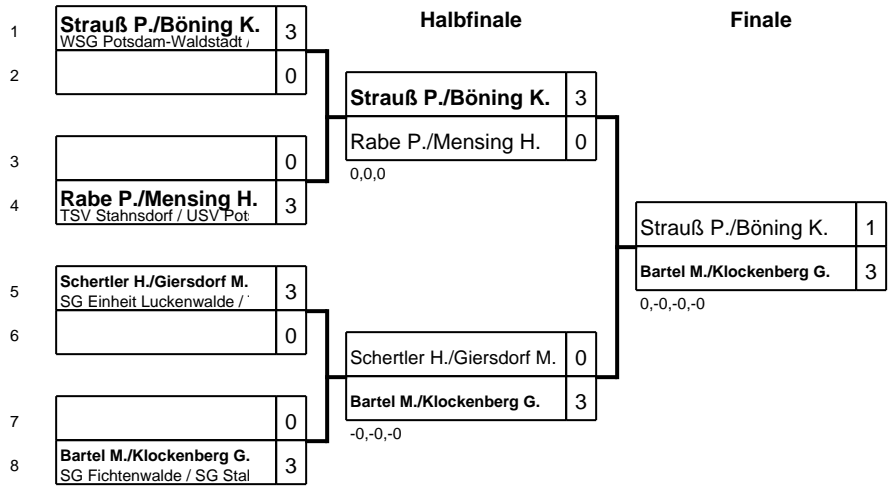 Halbfinale
Finale
1
Strauß P./Böning K. 3
WSG Potsdam-Waldstadt /
2
0
3
0
4
Rabe P./Mensing H. 3
TSV Stahnsdorf / USV Pot
5
Schertler H./Giersdorf M. 3
SG Einheit Luckenwalde /
6
0
7
0
8
Bartel M./Klockenberg G. 3
SG Fichtenwalde / SG Stal
Strauß P./Böning K. 3
Rabe P./Mensing H. 0
0,0,0
Schertler H./Giersdorf M. 0
Bartel M./Klockenberg G. 3
-0,-0,-0
Strauß P./Böning K. 1
Bartel M./Klockenberg G. 3
0,-0,-0,-0